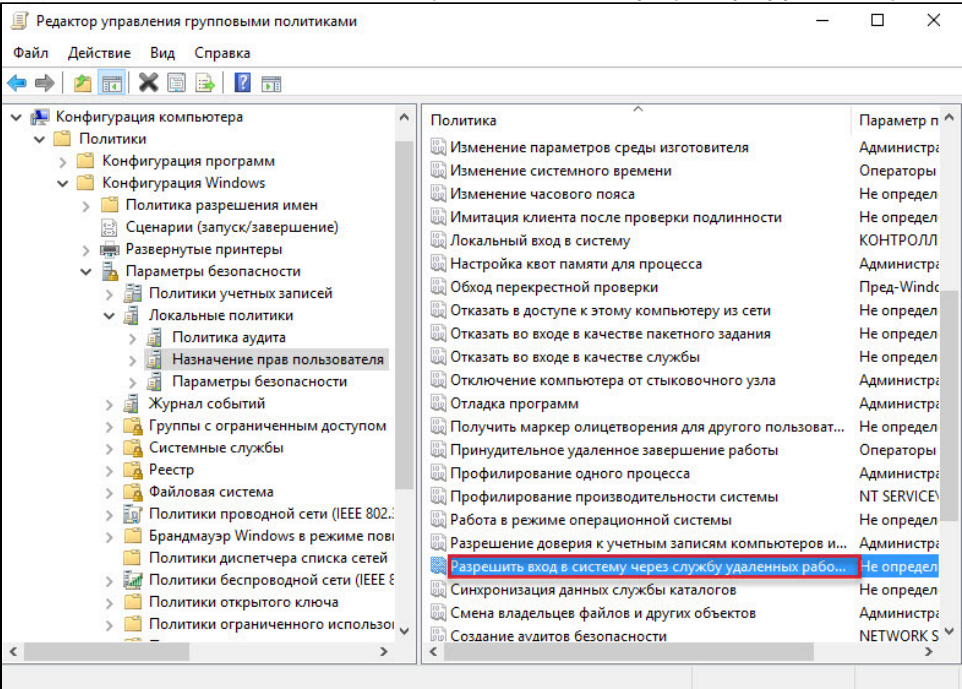 Редактор управления групповыми политиками
Файл Действие Вид Справка
Конфигурация компьютера
Политики
Конфигурация программ
Конфигурация Windows
Политика разрешения имен
Сценарии (запуск/завершение)
Развернутые принтеры
Параметры безопасности
Политики учетных записей
Локальные политики
Политика аудита
Назначение прав пользователя
Параметры безопасности
Журнал событий
Группы с ограниченным доступом
Системные службы
Реестр
Файловая система
Политики проводной сети (IEEE 802.
Брандмауэр Windows в режиме пов
Политики диспетчера списка сетей
Политики беспроводной сети (IEEE 8
Политики открытого ключа
Политики ограниченного использо
Политика Параметр п
Изменение параметров среды изготовителя Администра
Изменение системного времени Операторы
Изменение часового пояса Не определ
Имитация клиента после проверки подлинности Не определ
Локальный вход в систему КОНТРОЛЛ
Настройка квот памяти для процесса Администра
Обход перекрестной проверки Пред-Windo
Отказать в доступе к этому компьютеру из сети Не определ
Отказать во входе в качестве пакетного задания Не определ
Отказать во входе в качестве службы Не определ
Отключение компьютера от стыковочного узла Администра
Отладка программ Администра
Получить маркер олицетворения для другого пользоват... Не определ
Принудительное удаленное завершение работы Операторы
Профилирование одного процесса Администра
Профилирование производительности системы NT SERVICE\
Работа в режиме операционной системы Не определ
Разрешение доверия к учетным записям компьютеров и... Администра
Разрешить вход в систему через службу удаленных рабо... Не определ
Синхронизация данных службы каталогов Не определ
Смена владельцев файлов и других объектов Администра
Создание аудитов безопасности NETWORK S